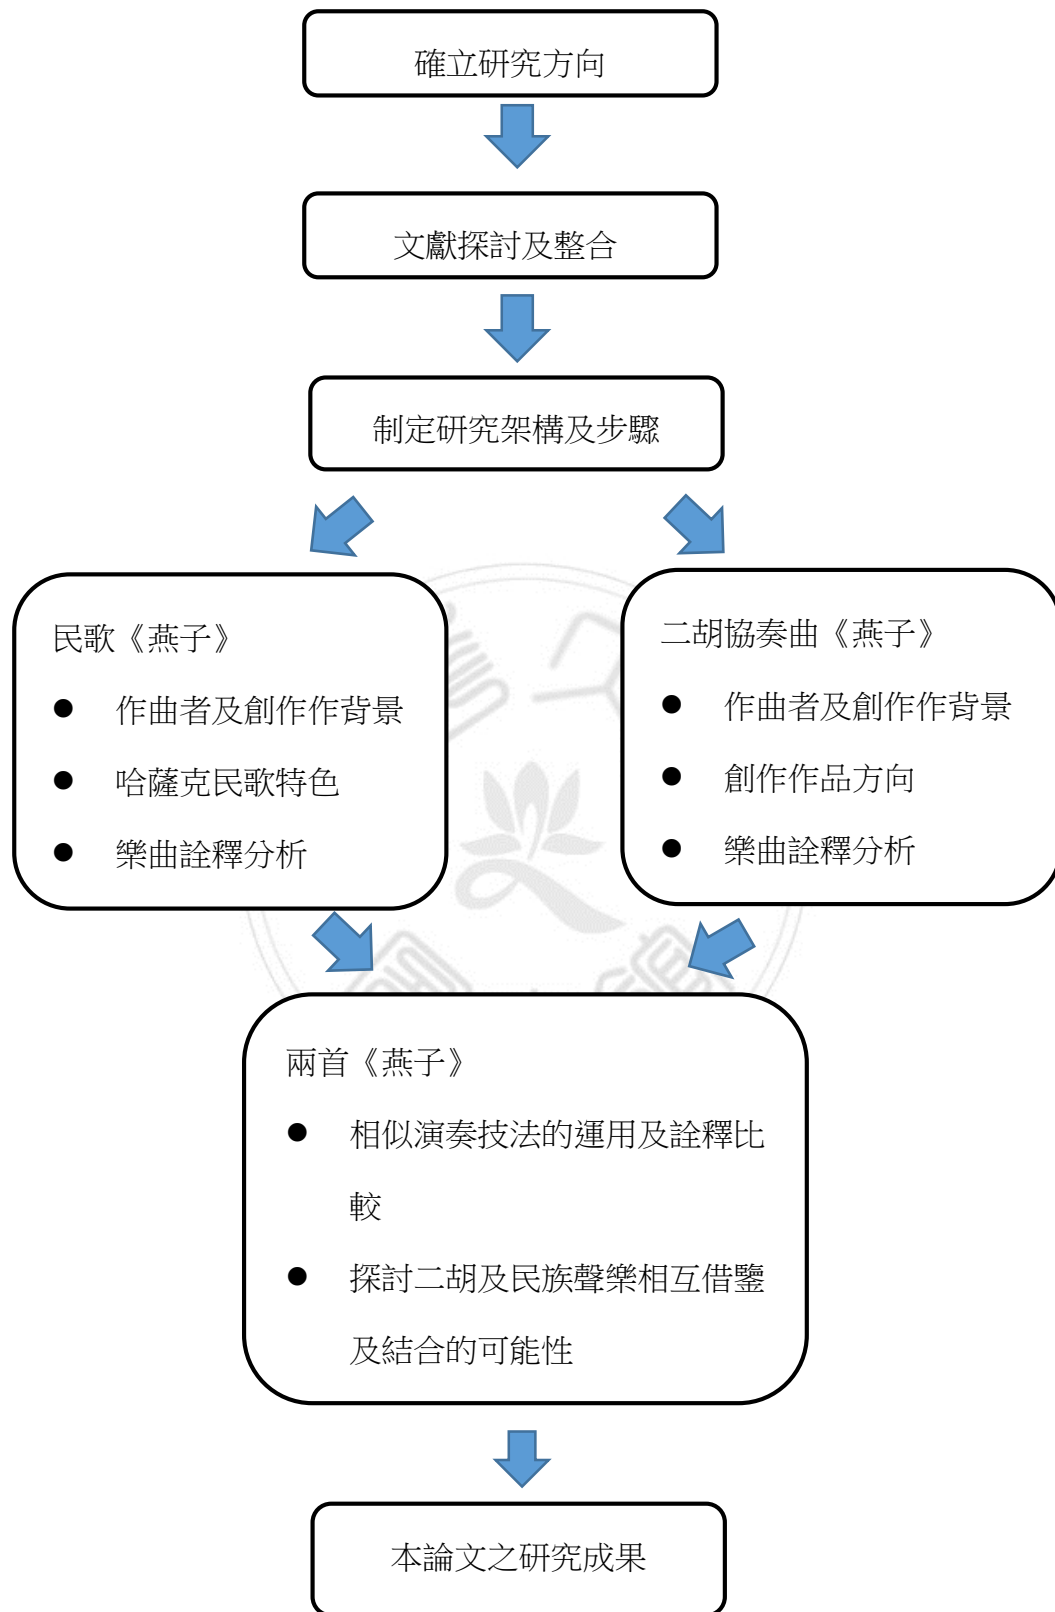 確立研究方向
文獻探討及整合
制定研究架構及步驟
民歌《燕子》
● 作曲者及創作作背景
● 哈薩克民歌特色
● 樂曲詮釋分析
二胡協奏曲《燕子》
● 作曲者及創作作背景
● 創作作品方向
● 樂曲詮釋分析
兩首《燕子》
● 相似演奏技法的運用及詮釋比
較
● 探討二胡及民族聲樂相互借鑒
及結合的可能性
本論文之研究成果